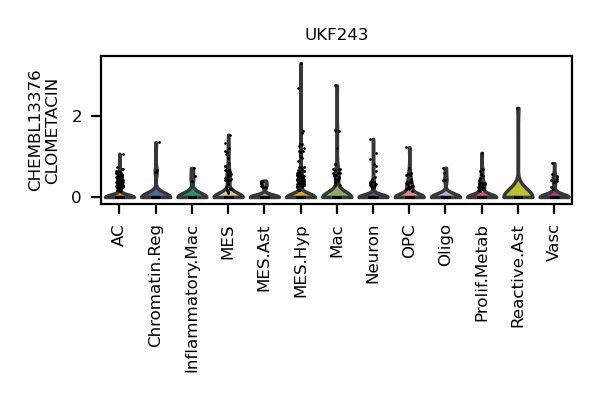 UKF243
CHEMBL13376
CLOMETACIN
2
0
AC
Chromatin.Reg
Inflammatory.Mac
MES
MES.Ast
MES.Hyp
Mac
Neuron
OPC
Oligo
Prolif.Metab
Reactive.Ast
Vasc